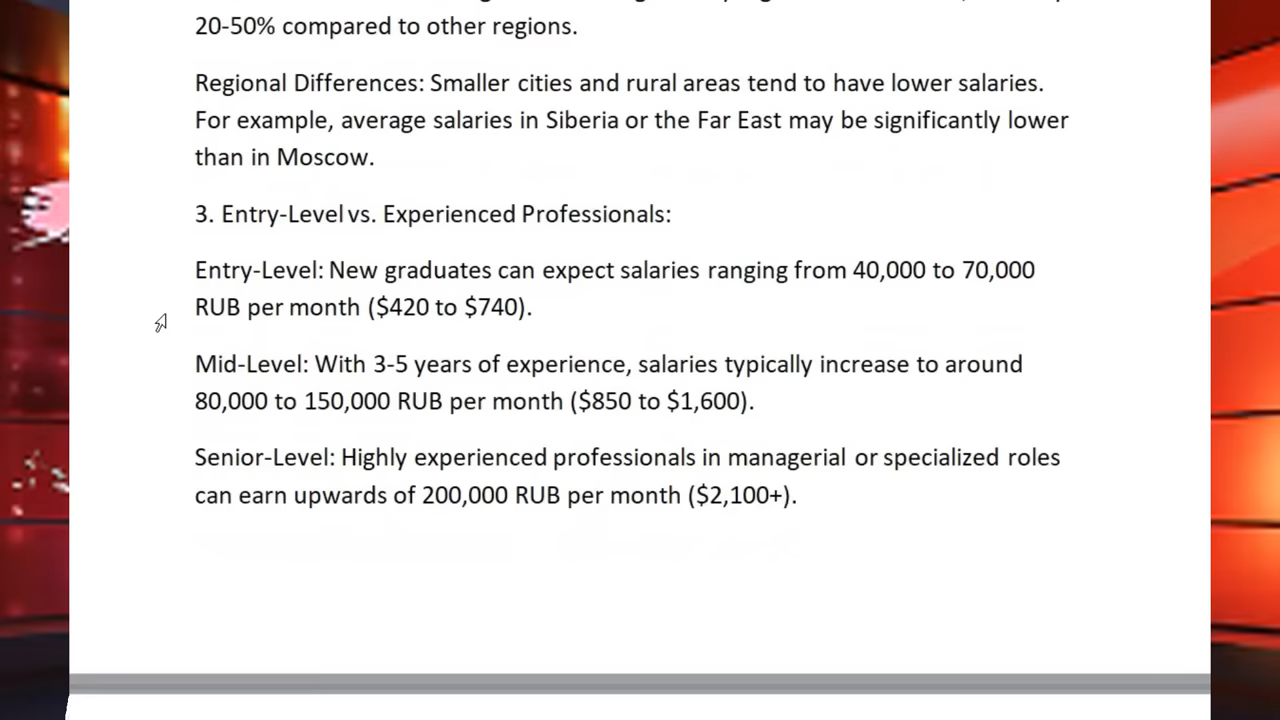 20-50% compared to other regions.
Regional Differences: Smaller cities and rural areas tend to have lower salaries.
For example, average salaries in Siberia or the Far East may be significantly lower
than in Moscow.
3. Entry-Level vs. Experienced Professionals:
Entry-Level: New graduates can expect salaries ranging from 40,000 to 70,000
RUB per month ($420 to $740).
Mid-Level: With 3-5 years of experience, salaries typically increase to around
80,000 to 150,000 RUB per month ($850 to $1,600).
Senior-Level: Highly experienced professionals in managerial or specialized roles
can earn upwards of 200,000 RUB per month ($2,100+).